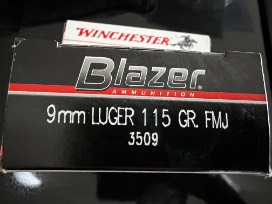 WINCHESTER
Blazer
AMMUNITION
9mm LUGER 115 GR. FMJ
3509